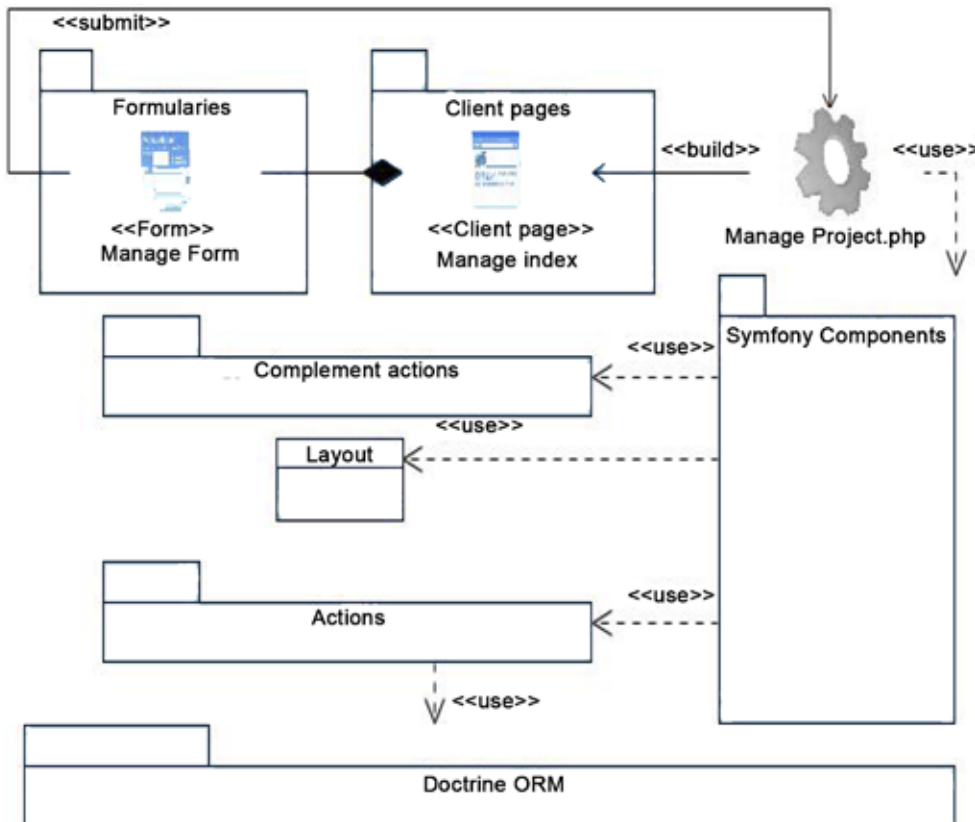 <<submit>>
Formularies
Client pages
<<build>>
<<use>>
<<Form>>
Manage Form
<<Client page>>
Manage index
Manage Project.php
Symfony Components
<<use>>
Complement actions
<<use>>
Layout
<<use>>
Actions
<<use>>
Doctrine ORM